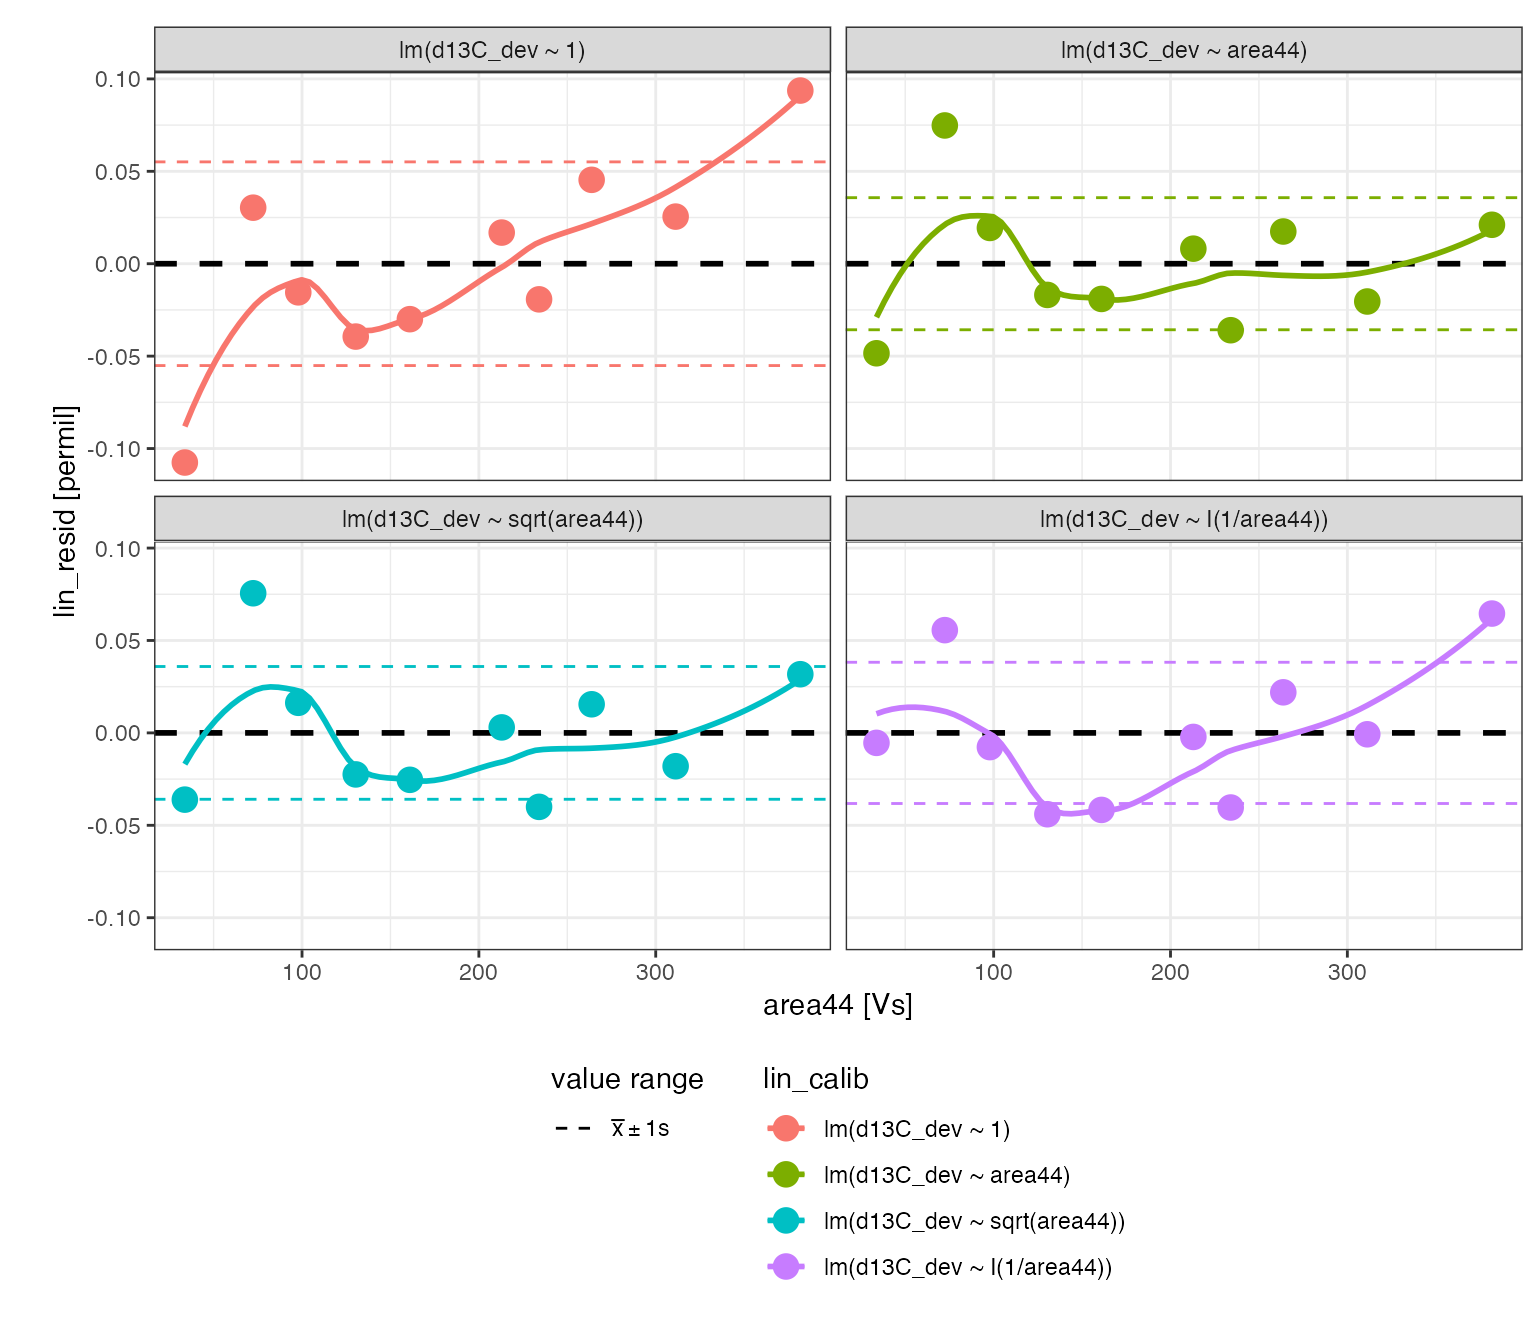 lm(d13C_dev ~ 1)
lm(d13C_dev ~ area44)
0.10
0.05
0.00
-0.05
-0.10
lm(d13C_dev ~ sqrt(area44))
lm(d13C_dev ~ I(1/area44))
0.10
0.05
0.00
-0.05
-0.10
lin_resid [permil]
100 200 300
100 200 300
area44 [Vs]
value range
x̅ ± 1s
lin_calib
lm(d13C_dev ~ 1)
lm(d13C_dev ~ area44)
lm(d13C_dev ~ sqrt(area44))
lm(d13C_dev ~ I(1/area44))